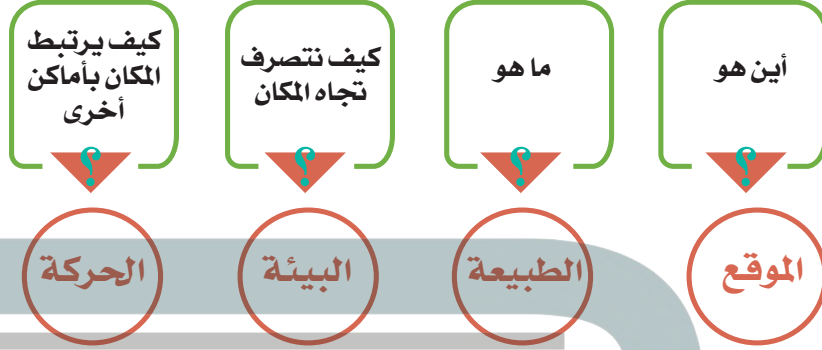 أين هو
؟
الموقع
ما هو
؟
الطبيعة
كيف نتصرف
تجاه المكان
؟
البيئة
كيف يرتبط
المكان بأماكن
أخرى
؟
الحركة